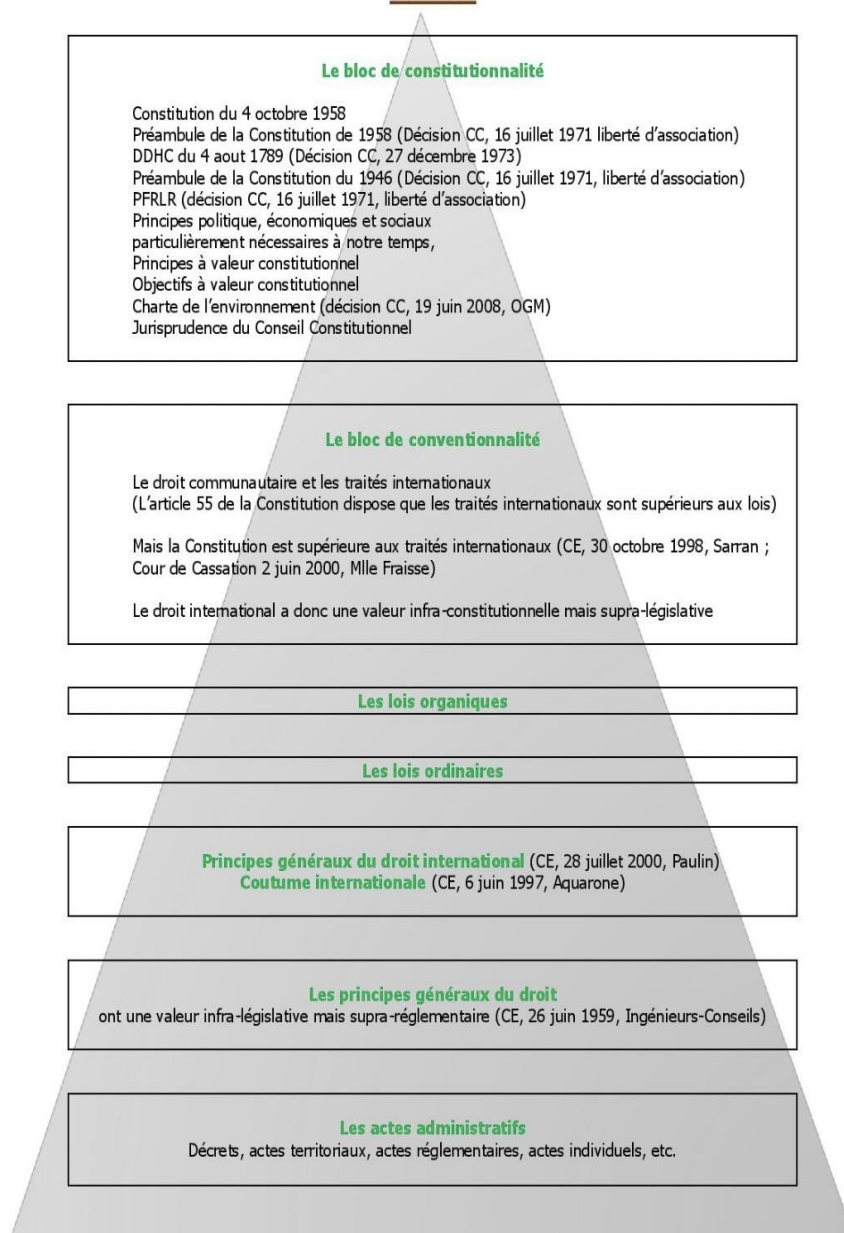 Le bloc de constitutionnalité
Constitution du 4 octobre 1958
Préambule de la Constitution de 1958 (Décision CC, 16 juillet 1971 liberté d'association)
DDHC du 4 aout 1789 (Décision CC, 27 décembre 1973)
Préambule de la Constitution du 1946 (Décision CC, 16 juillet 1971, liberté d'association)
PFRLR (décision CC, 16 juillet 1971, liberté d'association)
Principes politique, économiques et sociaux
particulièrement nécessaires à notre temps,
Principes à valeur constitutionnel
Objectifs à valeur constitutionnel
Charte de l'environnement (décision CC, 19 juin 2008, OGM)
Jurisprudence du Conseil Constitutionnel
Le bloc de conventionnalité
Le droit communautaire et les traités internationaux
(L'article 55 de la Constitution dispose que les traités internationaux sont supérieurs aux lois)
Mais la Constitution est supérieure aux traités internationaux (CE, 30 octobre 1998, Sarran ;
Cour de Cassation 2 juin 2000, Mlle Fraisse)
Le droit international a donc une valeur infra-constitutionnelle mais supra-législative
Les lois organiques
Les lois ordinaires
Principes généraux du droit international (CE, 28 juillet 2000, Paulin)
Coutume internationale (CE, 6 juin 1997, Aquarone)
Les principes généraux du droit
ont une valeur infra-législative mais supra-réglementaire (CE, 26 juin 1959, Ingénieurs-Conseils)
Les actes administratifs
Décrets, actes territoriaux, actes réglementaires, actes individuels, etc.